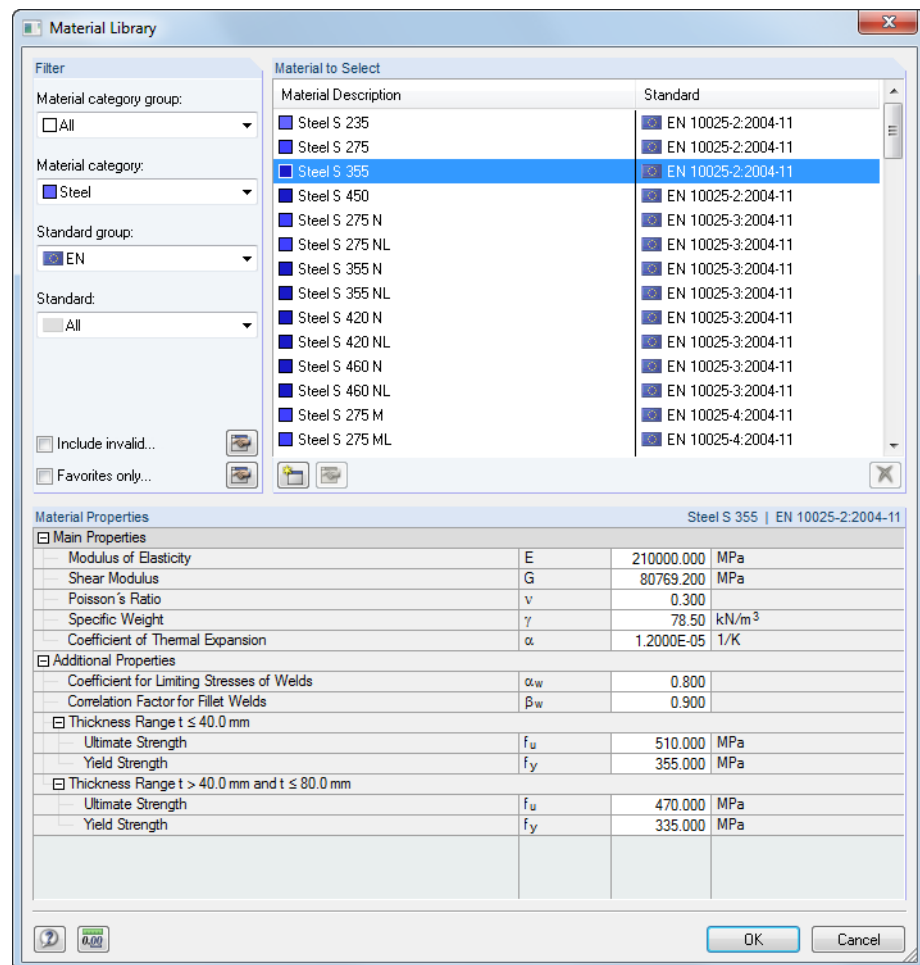 Material Library
Filter
Material category group:
All
Material category:
Steel
Standard group:
EN
Standard:
All
Include invalid...
Favorites only...
Material to Select
Material Description Standard
Steel S 235 EN 10025-2:2004-11
Steel S 275 EN 10025-2:2004-11
Steel S 355 EN 10025-2:2004-11
Steel S 450 EN 10025-2:2004-11
Steel S 275 N EN 10025-3:2004-11
Steel S 275 NL EN 10025-3:2004-11
Steel S 355 N EN 10025-3:2004-11
Steel S 355 NL EN 10025-3:2004-11
Steel S 420 N EN 10025-3:2004-11
Steel S 420 NL EN 10025-3:2004-11
Steel S 460 N EN 10025-3:2004-11
Steel S 460 NL EN 10025-3:2004-11
Steel S 275 M EN 10025-4:2004-11
Steel S 275 ML EN 10025-4:2004-11
Material Properties Steel S 355 | EN 10025-2:2004-11
Main Properties
Modulus of Elasticity E 210000.000 MPa
Shear Modulus G 80769.200 MPa
Poisson´s Ratio ν 0.300
Specific Weight γ 78.50 kN/m³
Coefficient of Thermal Expansion α 1.2000E-05 1/K
Additional Properties
Coefficient for Limiting Stresses of Welds αw 0.800
Correlation Factor for Fillet Welds βw 0.900
Thickness Range t ≤ 40.0 mm
Ultimate Strength fu 510.000 MPa
Yield Strength fy 355.000 MPa
Thickness Range t > 40.0 mm and t ≤ 80.0 mm
Ultimate Strength fu 470.000 MPa
Yield Strength fy 335.000 MPa
0.00
OK Cancel